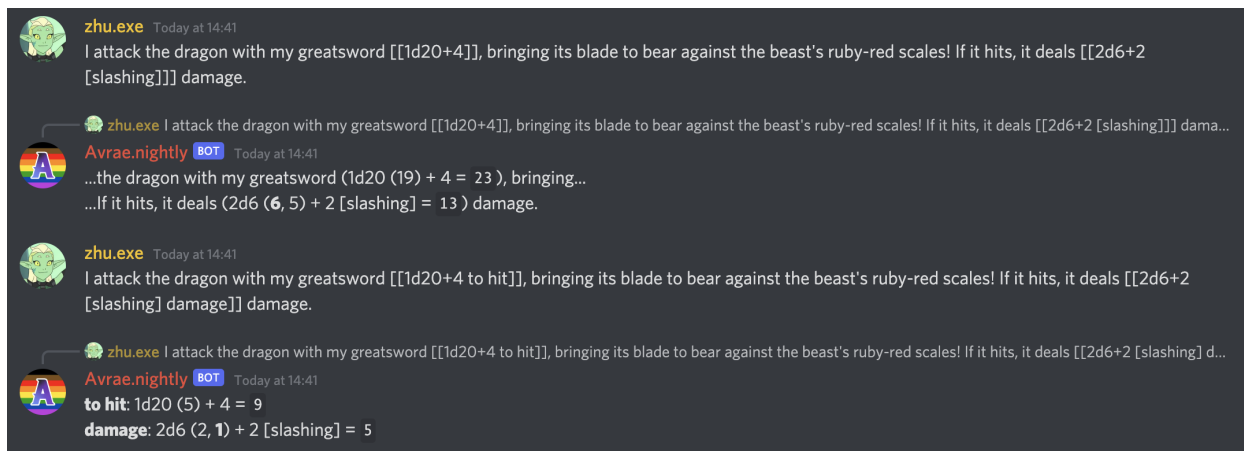 zhu.exe Today at 14:41
I attack the dragon with my greatsword [[1d20+4]], bringing its blade to bear against the beast's ruby-red scales! If it hits, it deals [[2d6+2
[slashing]]] damage.
zhu.exe I attack the dragon with my greatsword [[1d20+4]], bringing its blade to bear against the beast's ruby-red scales! If it hits, it deals [[2d6+2 [slashing]]] dama...
A
Avrae.nightly BOT Today at 14:41
...the dragon with my greatsword (1d20 (19) + 4 = 23), bringing...
...If it hits, it deals (2d6 (6, 5) + 2 [slashing] = 13) damage.
zhu.exe Today at 14:41
I attack the dragon with my greatsword [[1d20+4 to hit]], bringing its blade to bear against the beast's ruby-red scales! If it hits, it deals [[2d6+2
[slashing] damage]] damage.
zhu.exe I attack the dragon with my greatsword [[1d20+4 to hit]], bringing its blade to bear against the beast's ruby-red scales! If it hits, it deals [[2d6+2 [slashing] d...
A
Avrae.nightly BOT Today at 14:41
to hit: 1d20 (5) + 4 = 9
damage: 2d6 (2, 1) + 2 [slashing] = 5